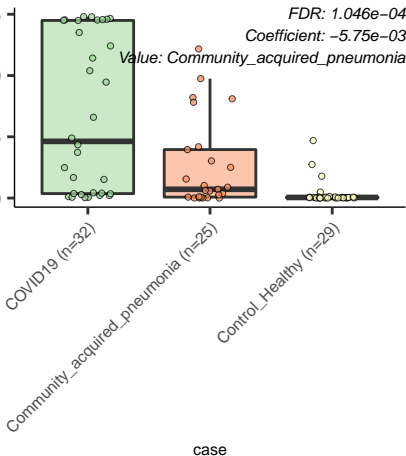 FDR: 1.046e−04
Coefficient: −5.75e−03
Value: Community_acquired_pneumonia
COVID19 (n=32)
Community_acquired_pneumonia (n=25)
Control_Healthy (n=29)
case